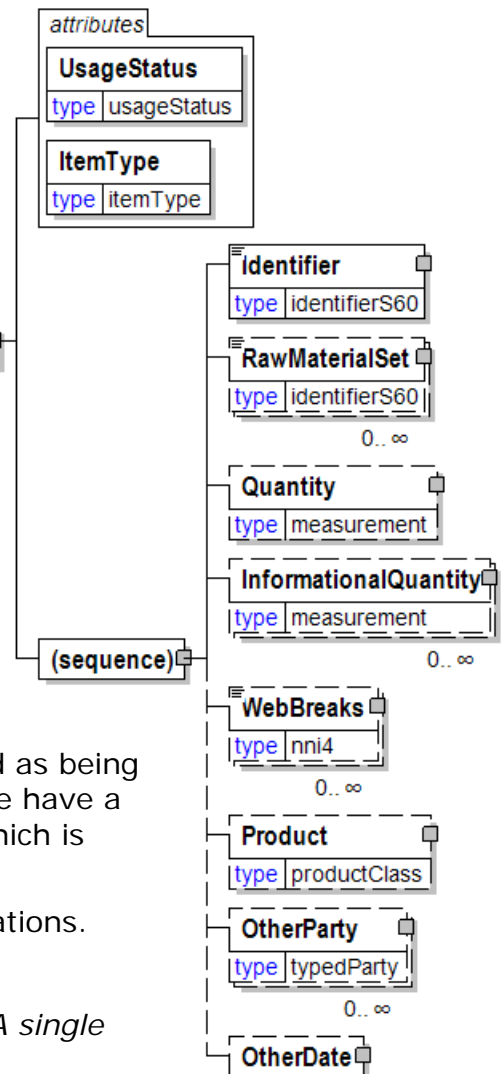 attributes
UsageStatus
type usageStatus
ItemType
type itemType
Identifier
type identifierS60
RawMaterialSet
type identifierS60
0.. ∞
Quantity
type measurement
InformationalQuantity
type measurement
0.. ∞
(sequence)
WebBreaks
type nni4
0.. ∞
Product
type productClass
OtherParty
type typedParty
0.. ∞
OtherDate
as being
have a
which is
A single